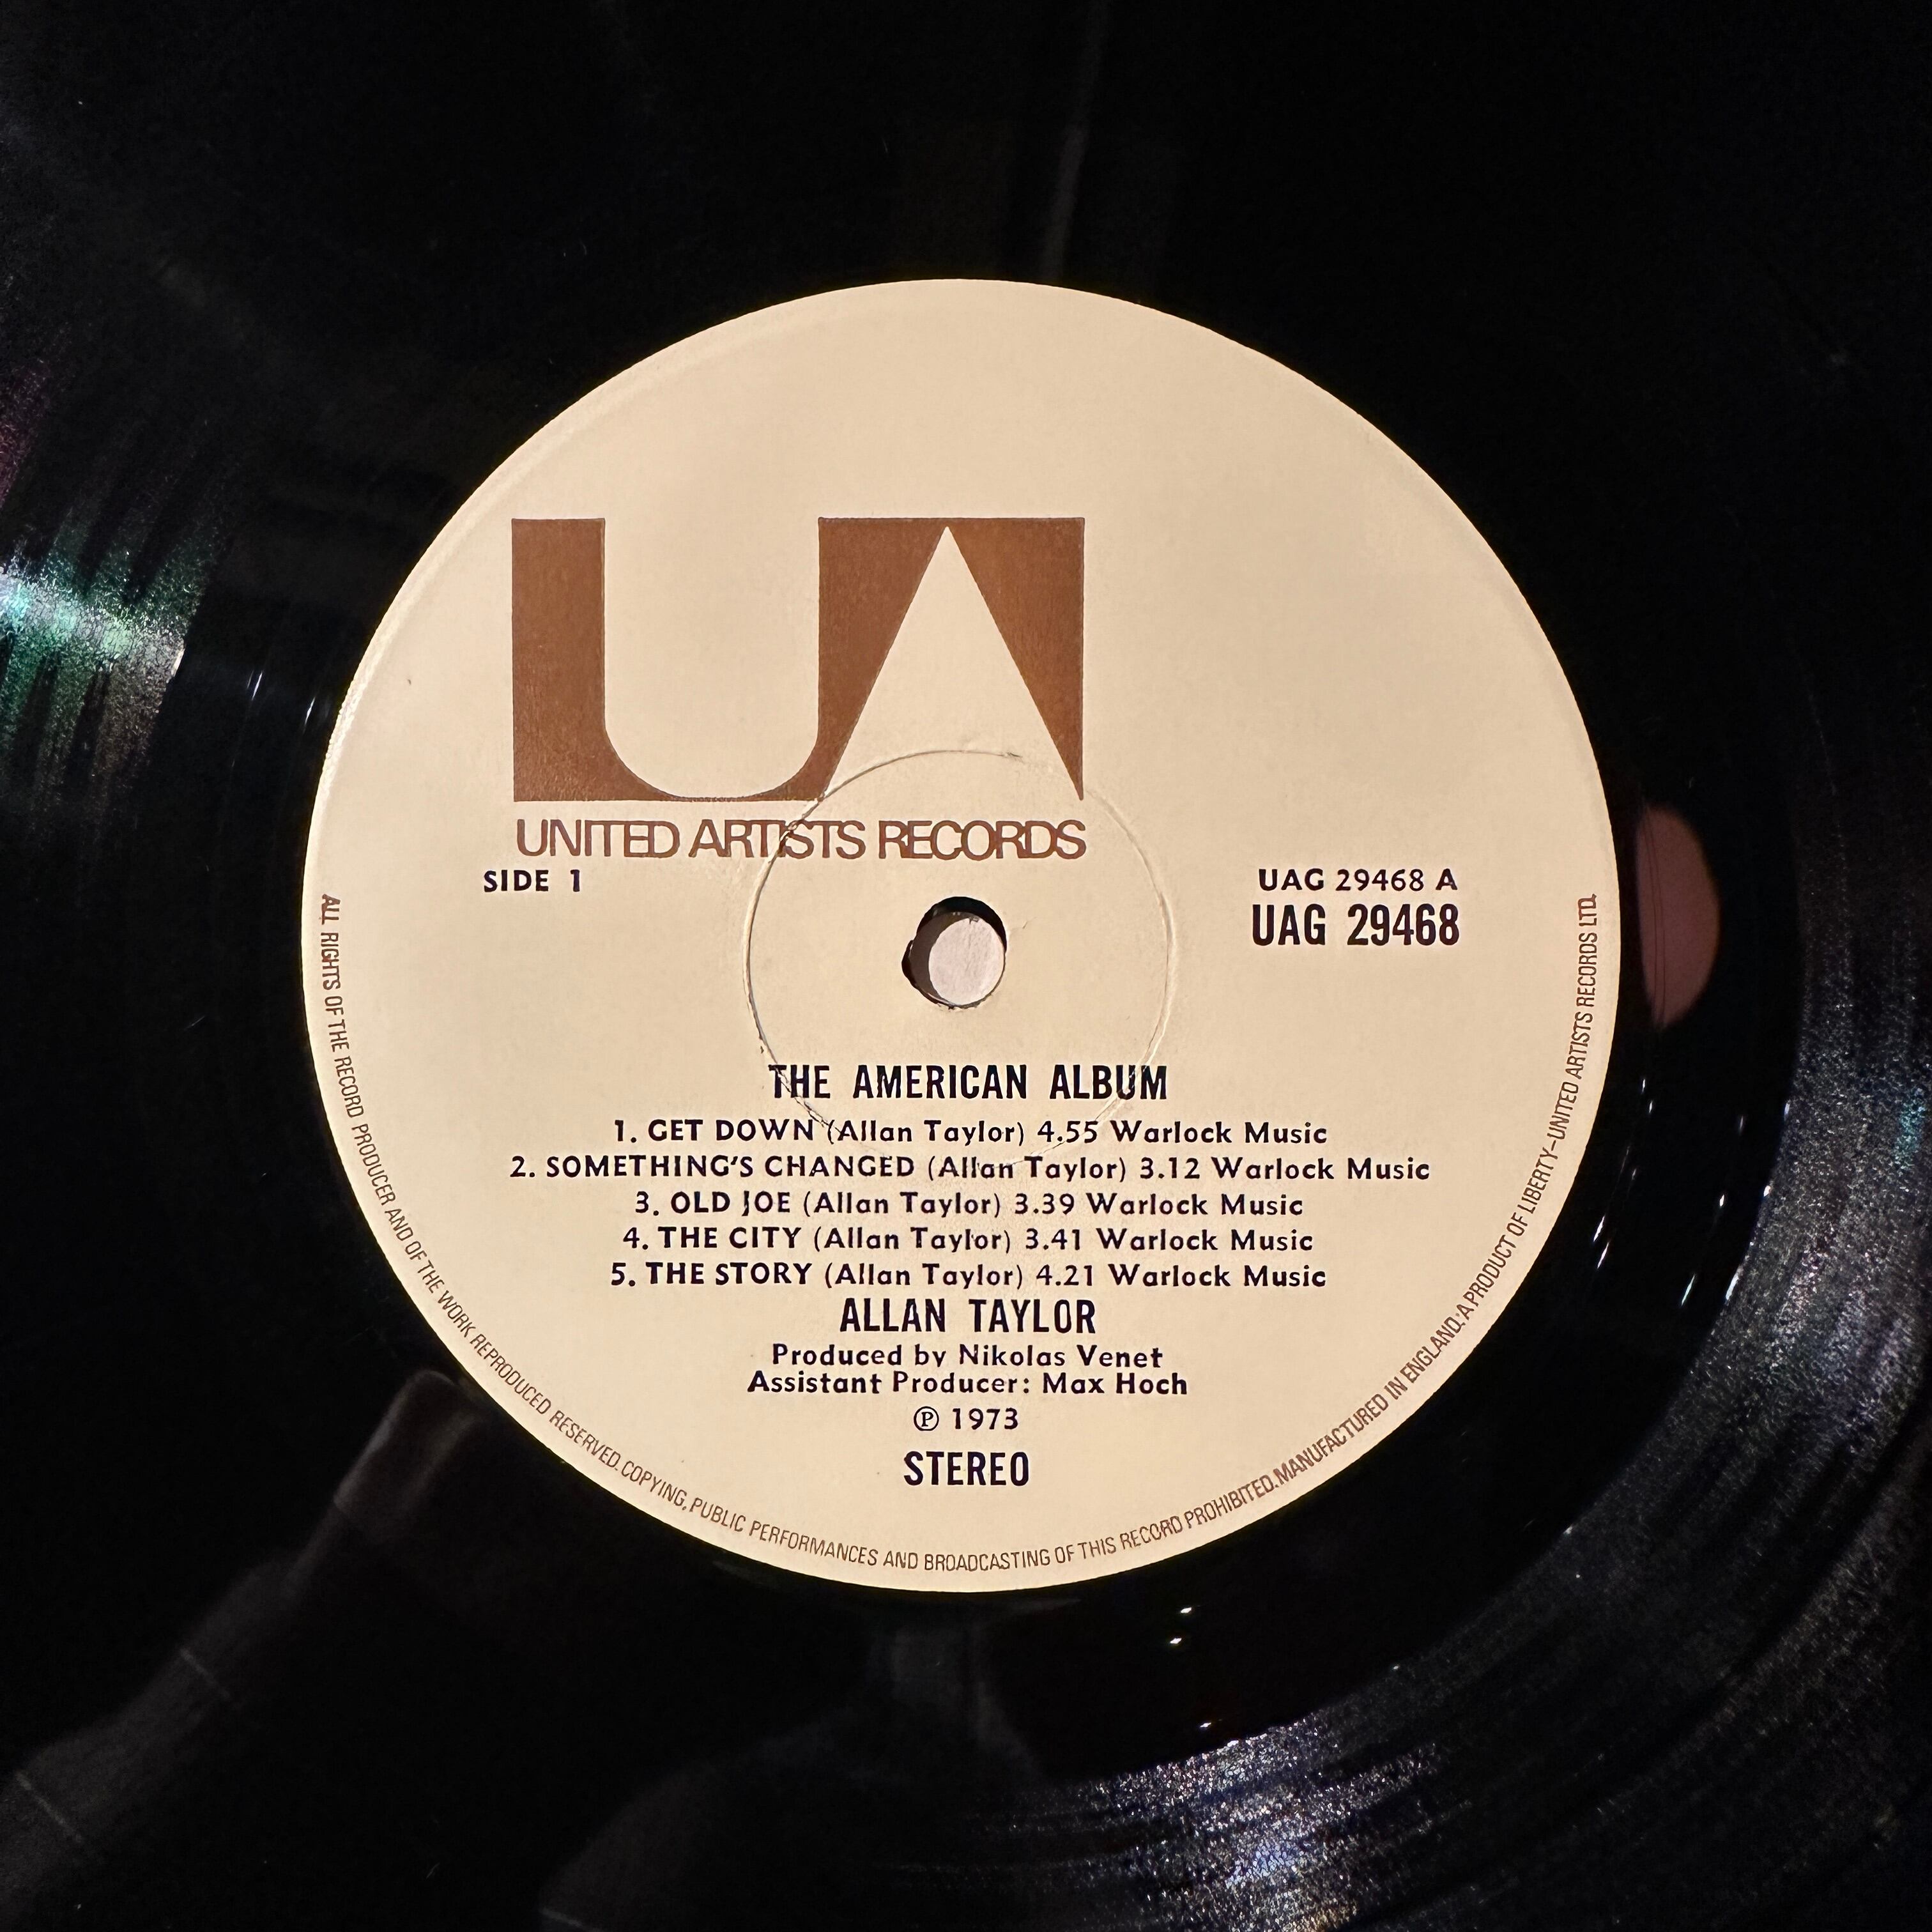 UA
UNITED ARTISTS RECORDS
SIDE 1
UAG 29468 A
UAG 29468
THE AMERICAN ALBUM
1. GET DOWN (Allan Taylor) 4.55 Warlock Music
2. SOMETHING'S CHANGED (Allan Taylor) 3.12 Warlock Music
3. OLD JOE (Allan Taylor) 3.39 Warlock Music
4. THE CITY (Allan Taylor) 3.41 Warlock Music
5. THE STORY (Allan Taylor) 4.21 Warlock Music
ALLAN TAYLOR
Produced by Nikolas Venet
Assistant Producer: Max Hoch
℗ 1973
STEREO
ALL RIGHTS OF THE RECORD PRODUCER AND OF THE WORK REPRODUCED RESERVED. COPYING, PUBLIC PERFORMANCES AND BROADCASTING OF THIS RECORD PROHIBITED. MANUFACTURED IN ENGLAND. A PRODUCT OF LIBERTY-UNITED ARTISTS RECORDS LTD.